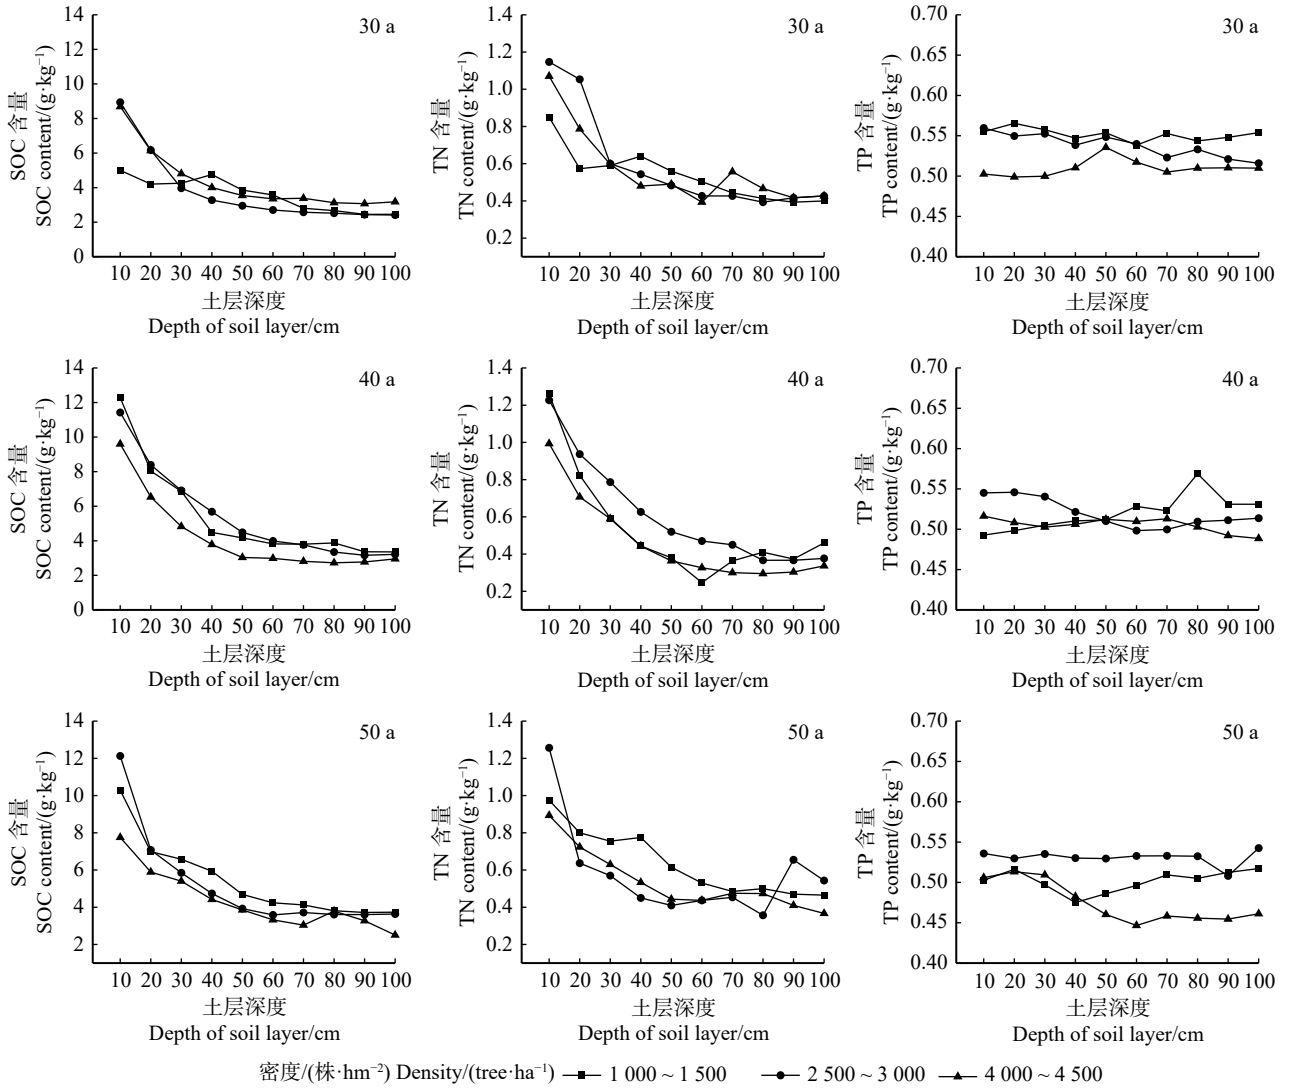 14
12
10
8
6
4
2
0
SOC 含量
SOC content/(g·kg⁻¹)
30 a
10 20 30 40 50 60 70 80 90 100
土层深度
Depth of soil layer/cm
1.4
1.2
1.0
0.8
0.6
0.4
0.2
TN 含量
TN content/(g·kg⁻¹)
30 a
10 20 30 40 50 60 70 80 90 100
土层深度
Depth of soil layer/cm
0.70
0.65
0.60
0.55
0.50
0.45
0.40
TP 含量
TP content/(g·kg⁻¹)
30 a
10 20 30 40 50 60 70 80 90 100
土层深度
Depth of soil layer/cm
14
12
10
8
6
4
2
0
SOC 含量
SOC content/(g·kg⁻¹)
40 a
10 20 30 40 50 60 70 80 90 100
土层深度
Depth of soil layer/cm
1.4
1.2
1.0
0.8
0.6
0.4
0.2
TN 含量
TN content/(g·kg⁻¹)
40 a
10 20 30 40 50 60 70 80 90 100
土层深度
Depth of soil layer/cm
0.70
0.65
0.60
0.55
0.50
0.45
0.40
TP 含量
TP content/(g·kg⁻¹)
40 a
10 20 30 40 50 60 70 80 90 100
土层深度
Depth of soil layer/cm
14
12
10
8
6
4
2
SOC 含量
SOC content/(g·kg⁻¹)
50 a
10 20 30 40 50 60 70 80 90 100
土层深度
Depth of soil layer/cm
1.4
1.2
1.0
0.8
0.6
0.4
0.2
TN 含量
TN content/(g·kg⁻¹)
50 a
10 20 30 40 50 60 70 80 90 100
土层深度
Depth of soil layer/cm
0.70
0.65
0.60
0.55
0.50
0.45
0.40
TP 含量
TP content/(g·kg⁻¹)
50 a
10 20 30 40 50 60 70 80 90 100
土层深度
Depth of soil layer/cm
密度/(株·hm⁻²) Density/(tree·ha⁻¹) 1 000 ~ 1 500 2 500 ~ 3 000 4 000 ~ 4 500